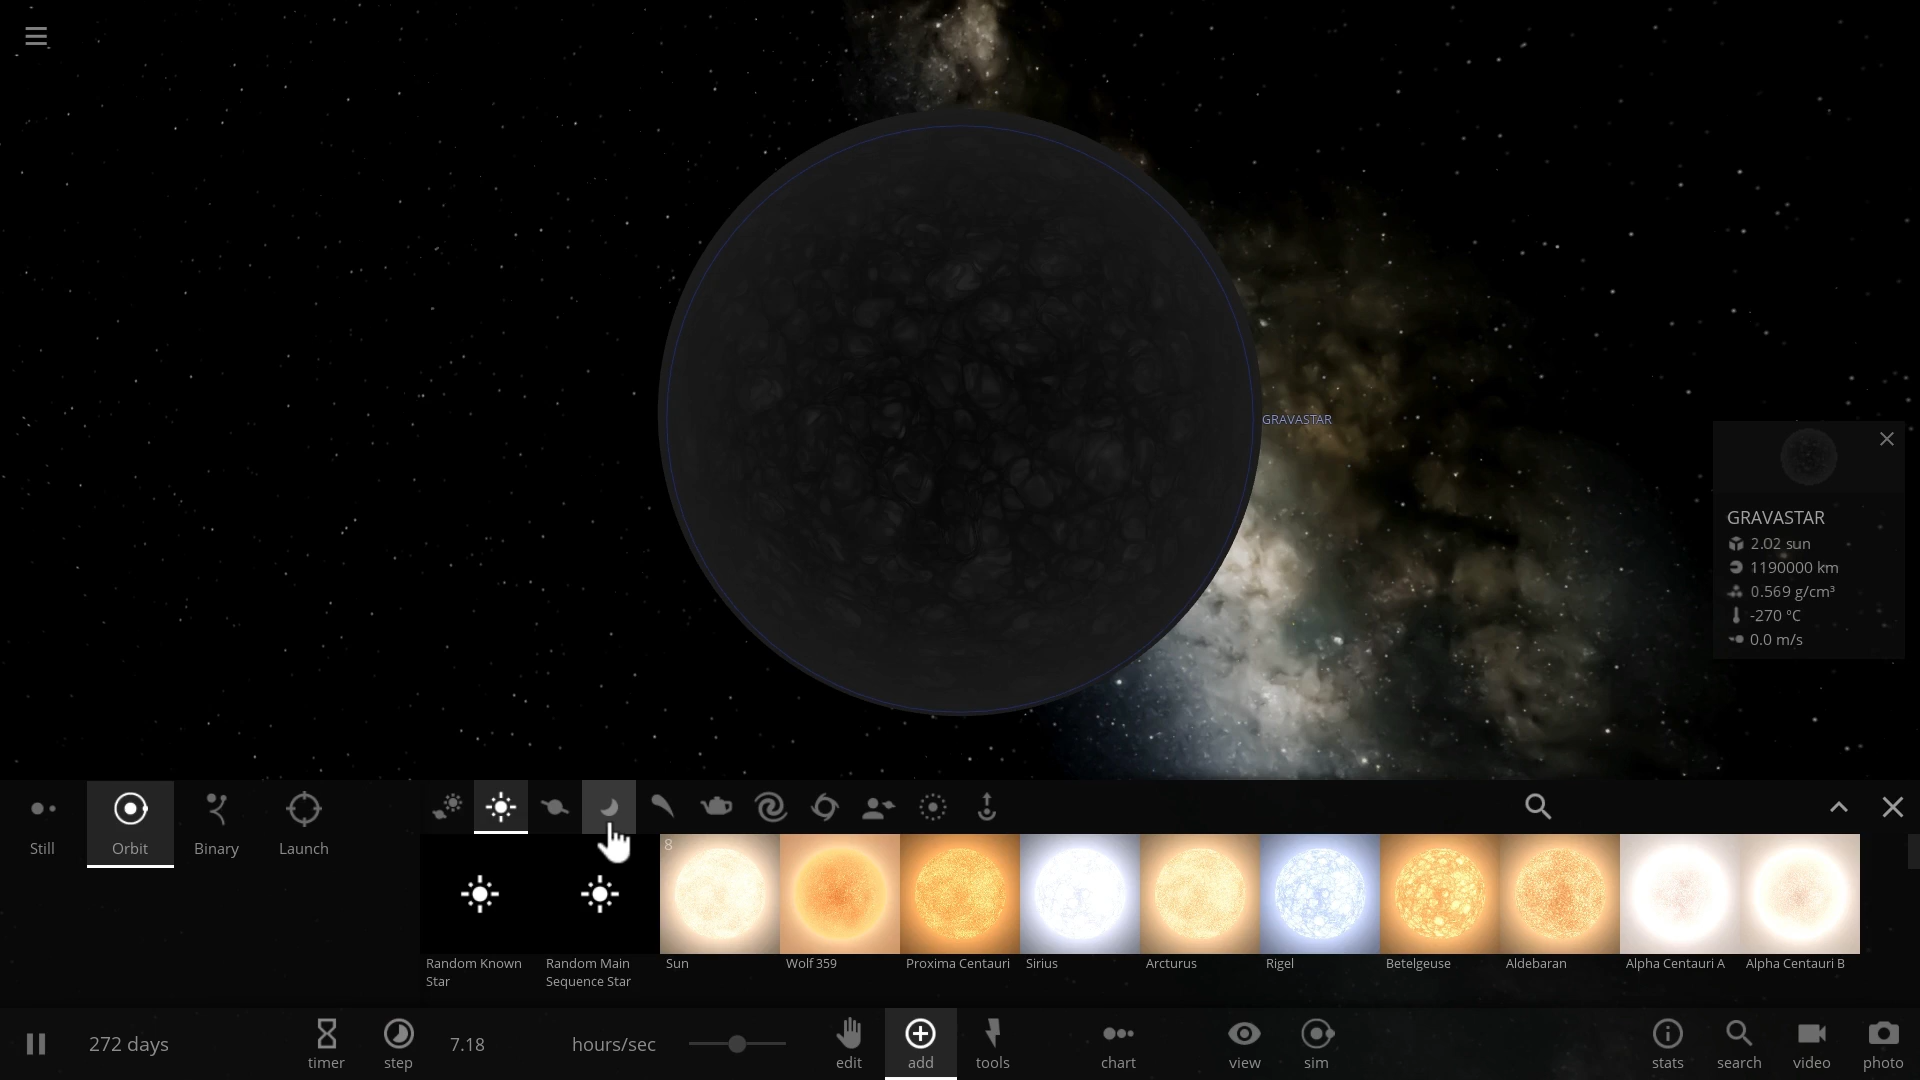 GRAVASTAR
GRAVASTAR
2.02 sun
1190000 km
0.569 g/cm³
-270 °C
0.0 m/s
Still
Orbit
Binary
Launch
8
Random Known
Star
Random Main
Sequence Star
Sun
Wolf 359
Proxima Centauri
Sirius
Arcturus
Rigel
Betelgeuse
Aldebaran
Alpha Centauri A
Alpha Centauri B
272 days
timer
step
7.18
hours/sec
edit
add
tools
chart
view
sim
stats
search
video
photo